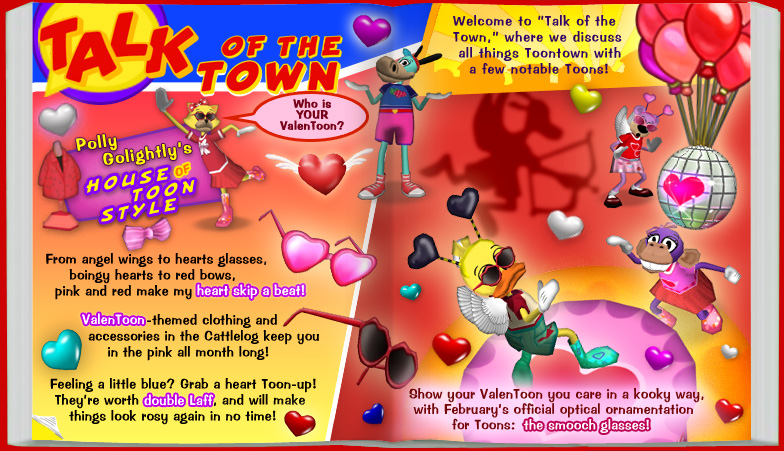 TALK
OF THE
TOWN
Welcome to "Talk of the
Town," where we discuss
all things Toontown with
a few notable Toons!
Who is
YOUR
ValenToon?
Polly
Golightly's
HOUSE OF
TOON
STYLE
From angel wings to hearts glasses,
boingy hearts to red bows,
pink and red make my heart skip a beat!
ValenToon-themed clothing and
accessories in the Cattlelog keep you
in the pink all month long!
Feeling a little blue? Grab a heart Toon-up!
They're worth double Laff, and will make
things look rosy again in no time!
Show your ValenToon you care in a kooky way,
with February's official optical ornamentation
for Toons: the smooch glasses!